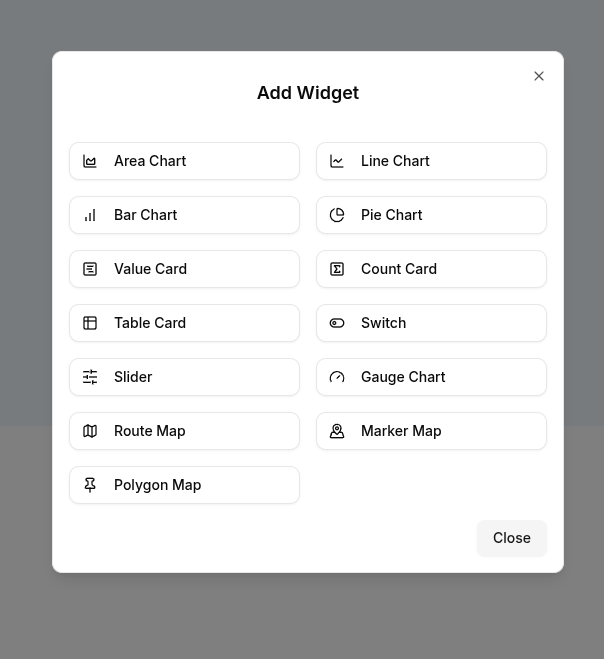 Add Widget
Area Chart
Line Chart
Bar Chart
Pie Chart
Value Card
Count Card
Table Card
Switch
Slider
Gauge Chart
Route Map
Marker Map
Polygon Map
Close